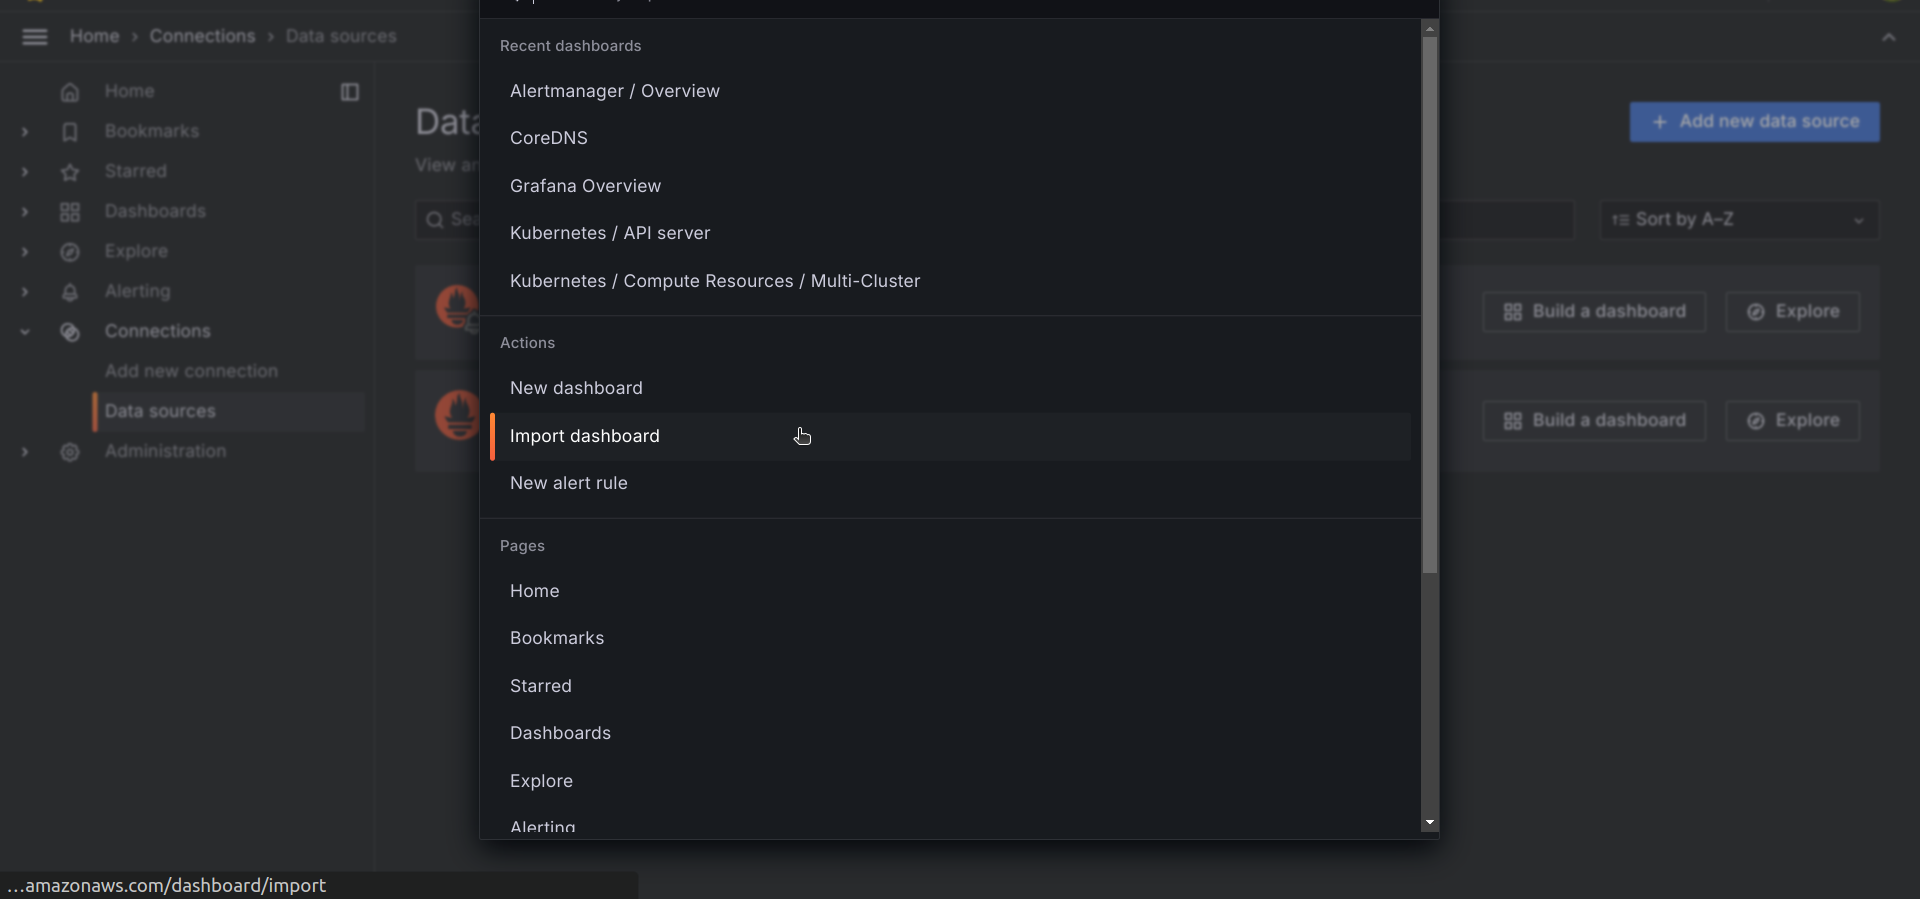 Home › Connections › Data sources
Home
Bookmarks
Starred
Dashboards
Explore
Alerting
Connections
Add new connection
Data sources
Administration
Data
View an
Sea
Add new data source
Sort by A–Z
Build a dashboard
Explore
Build a dashboard
Explore
Recent dashboards
Alertmanager / Overview
CoreDNS
Grafana Overview
Kubernetes / API server
Kubernetes / Compute Resources / Multi-Cluster
Actions
New dashboard
Import dashboard
New alert rule
Pages
Home
Bookmarks
Starred
Dashboards
Explore
Alerting
...amazonaws.com/dashboard/import